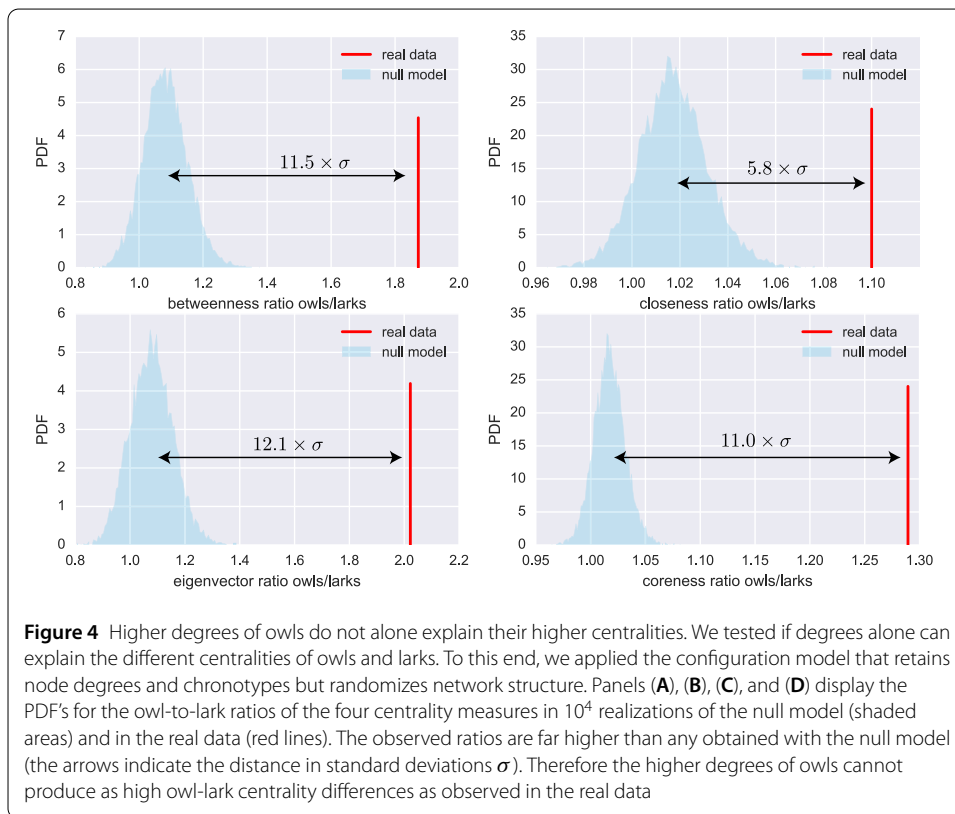 7
6
5
4
3
2
1
0
PDF
real data
null model
11.5 × σ
0.8 1.0 1.2 1.4 1.6 1.8 2.0
betweenness ratio owls/larks
35
30
25
20
15
10
5
0
PDF
real data
null model
5.8 × σ
0.96 0.98 1.00 1.02 1.04 1.06 1.08 1.10
closeness ratio owls/larks
6
5
4
3
2
1
0
PDF
real data
null model
12.1 × σ
0.8 1.0 1.2 1.4 1.6 1.8 2.0 2.2
eigenvector ratio owls/larks
35
30
25
20
15
10
5
0
PDF
real data
null model
11.0 × σ
0.95 1.00 1.05 1.10 1.15 1.20 1.25 1.30
coreness ratio owls/larks
Figure 4 Higher degrees of owls do not alone explain their higher centralities. We tested if degrees alone can
explain the different centralities of owls and larks. To this end, we applied the configuration model that retains
node degrees and chronotypes but randomizes network structure. Panels (A), (B), (C), and (D) display the
PDF's for the owl-to-lark ratios of the four centrality measures in 10⁴ realizations of the null model (shaded
areas) and in the real data (red lines). The observed ratios are far higher than any obtained with the null model
(the arrows indicate the distance in standard deviations σ). Therefore the higher degrees of owls cannot
produce as high owl-lark centrality differences as observed in the real data